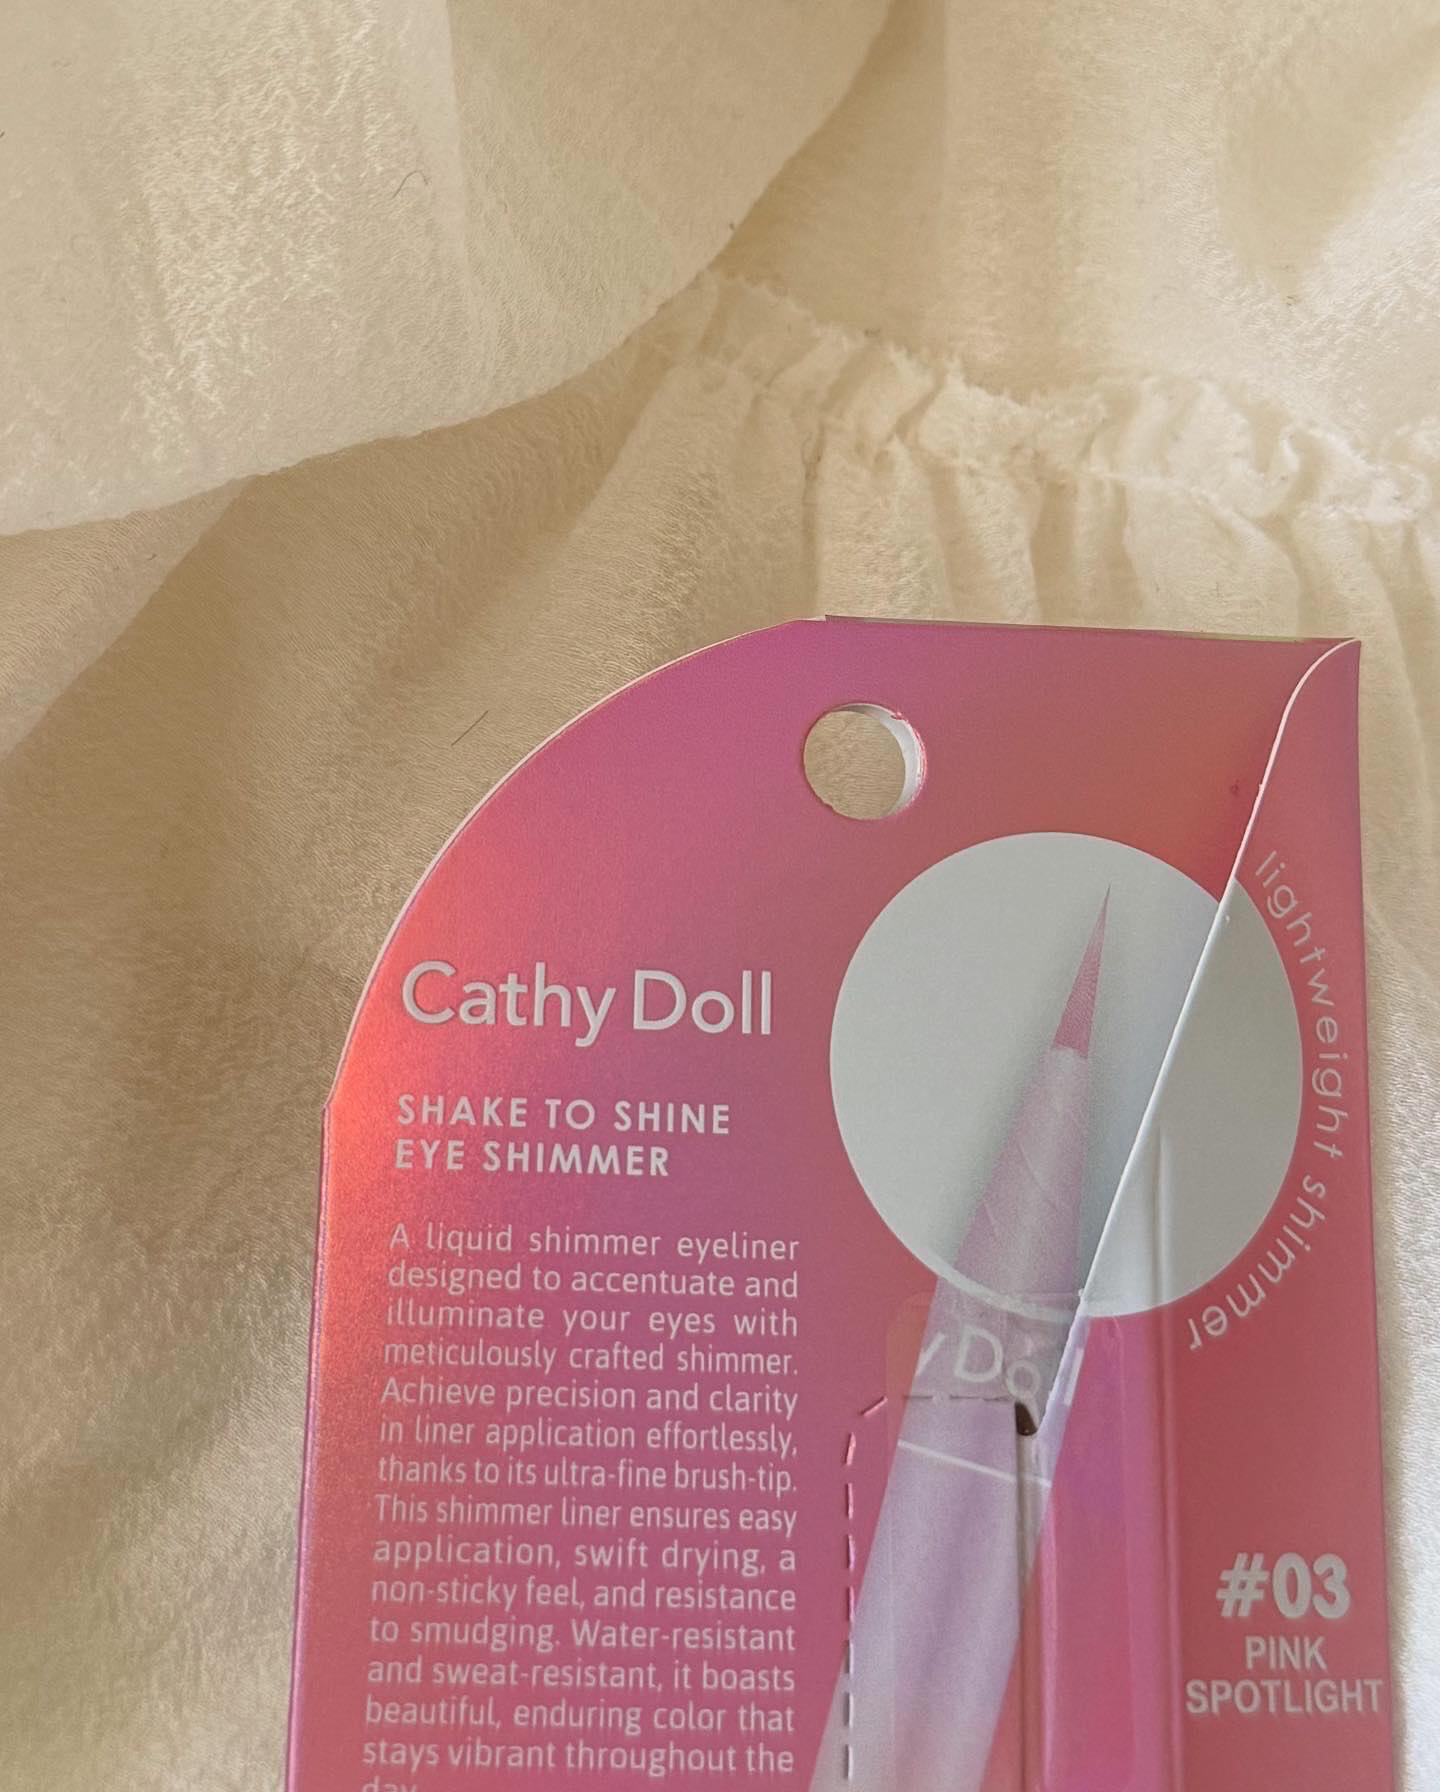 Cathy Doll
SHAKE TO SHINE
EYE SHIMMER
A liquid shimmer eyeliner
designed to accentuate and
illuminate your eyes with
meticulously crafted shimmer.
Achieve precision and clarity
in liner application effortlessly,
thanks to its ultra-fine brush-tip.
This shimmer liner ensures easy
application, swift drying, a
non-sticky feel, and resistance
to smudging. Water-resistant
and sweat-resistant, it boasts
beautiful, enduring color that
stays vibrant throughout the
day.
lightweight shimmer
y Doll
#03
PINK
SPOTLIGHT